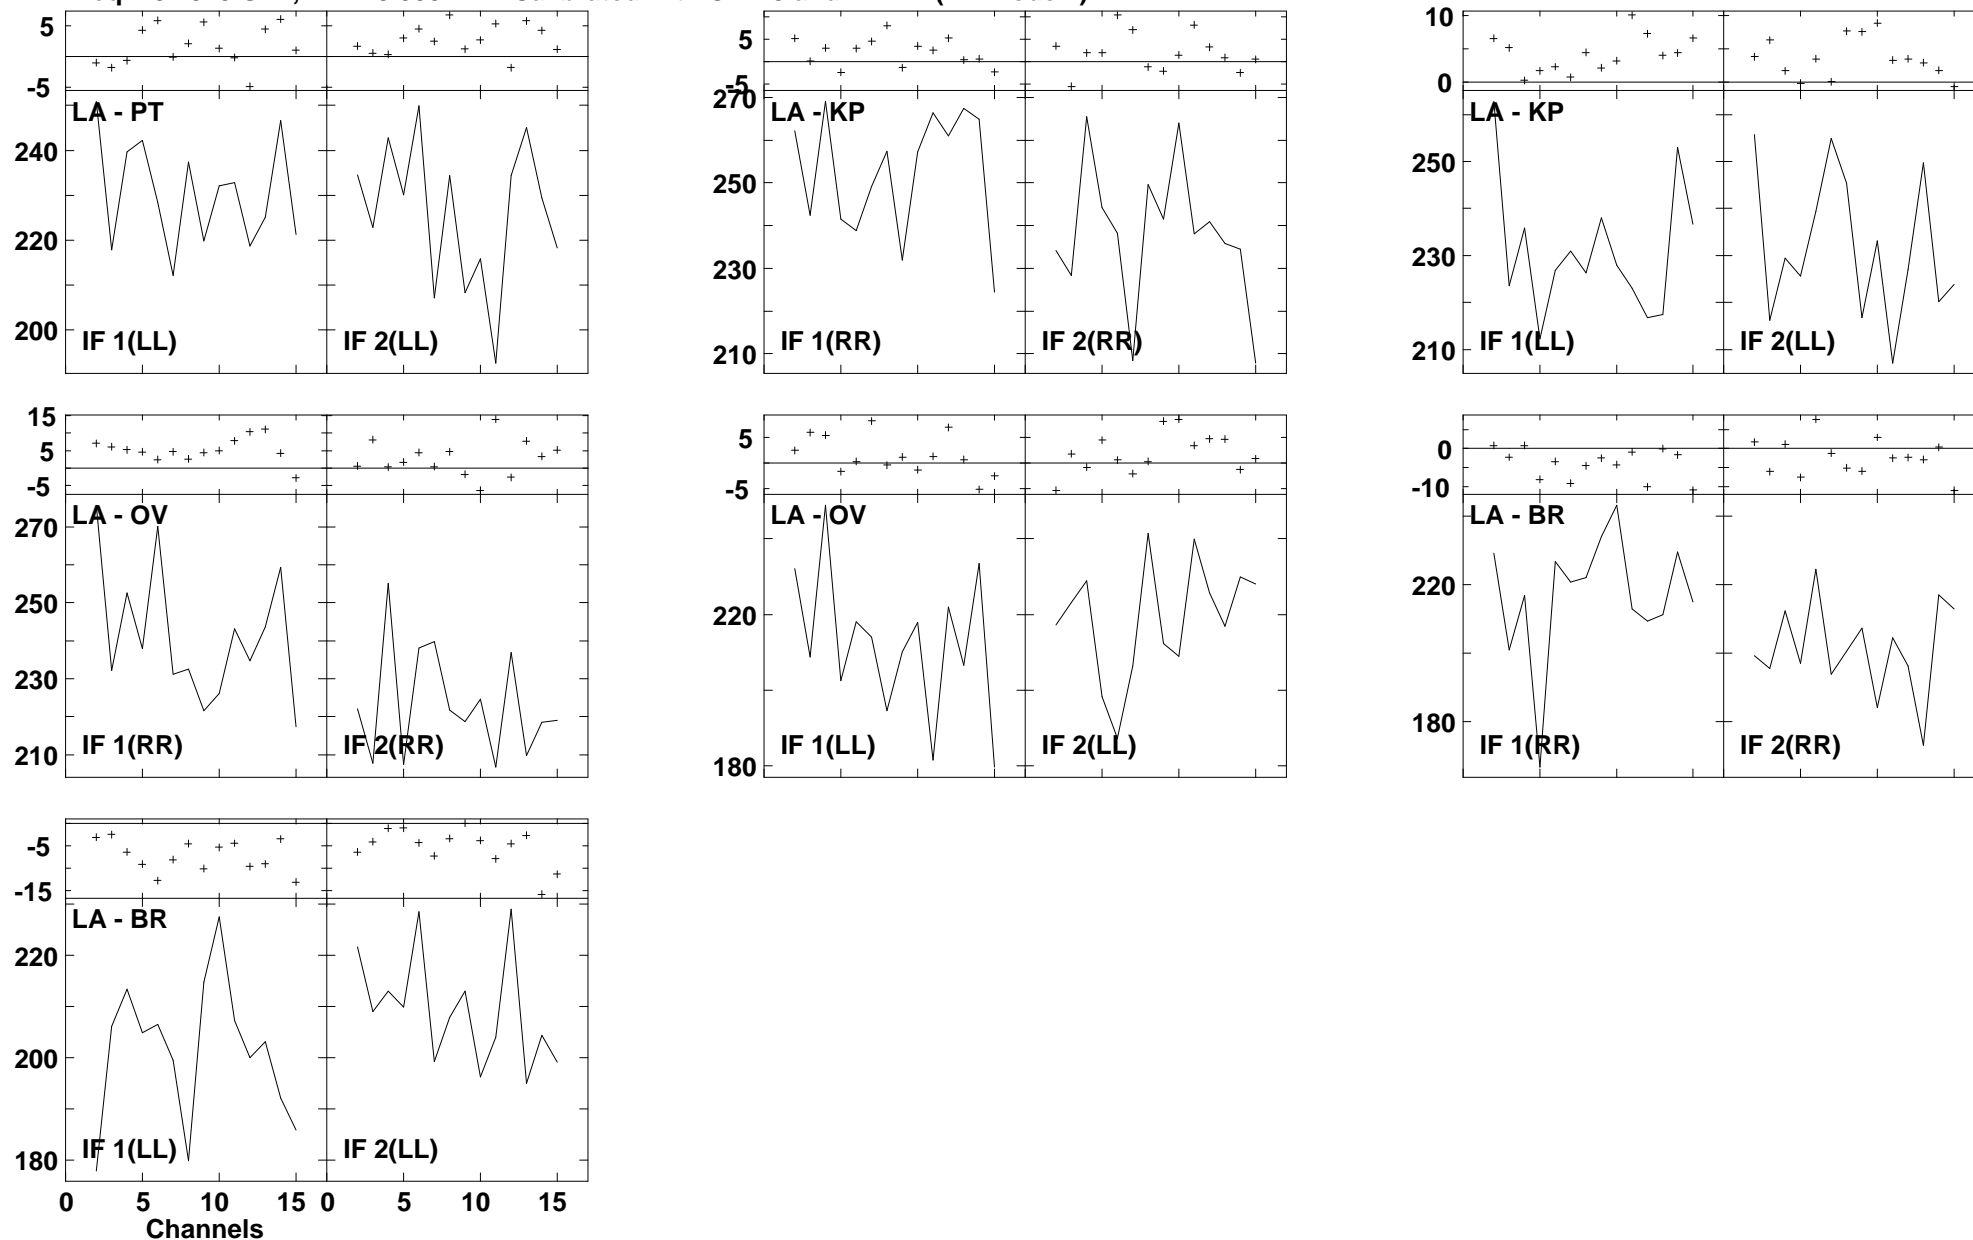 5
-5
LA - PT
240
220
200
IF 1(LL)
IF 2(LL)
5
-5
270
LA - KP
250
230
210
IF 1(RR)
IF 2(RR)
10
0
LA - KP
250
230
210
IF 1(LL)
IF 2(LL)
15
5
-5
LA - OV
270
250
230
210
IF 1(RR)
IF 2(RR)
5
-5
LA - OV
220
180
IF 1(LL)
IF 2(LL)
0
-10
LA - BR
220
180
IF 1(RR)
IF 2(RR)
-5
-15
LA - BR
220
200
180
IF 1(LL)
IF 2(LL)
0 5 10 15 0 5 10 15
Channels